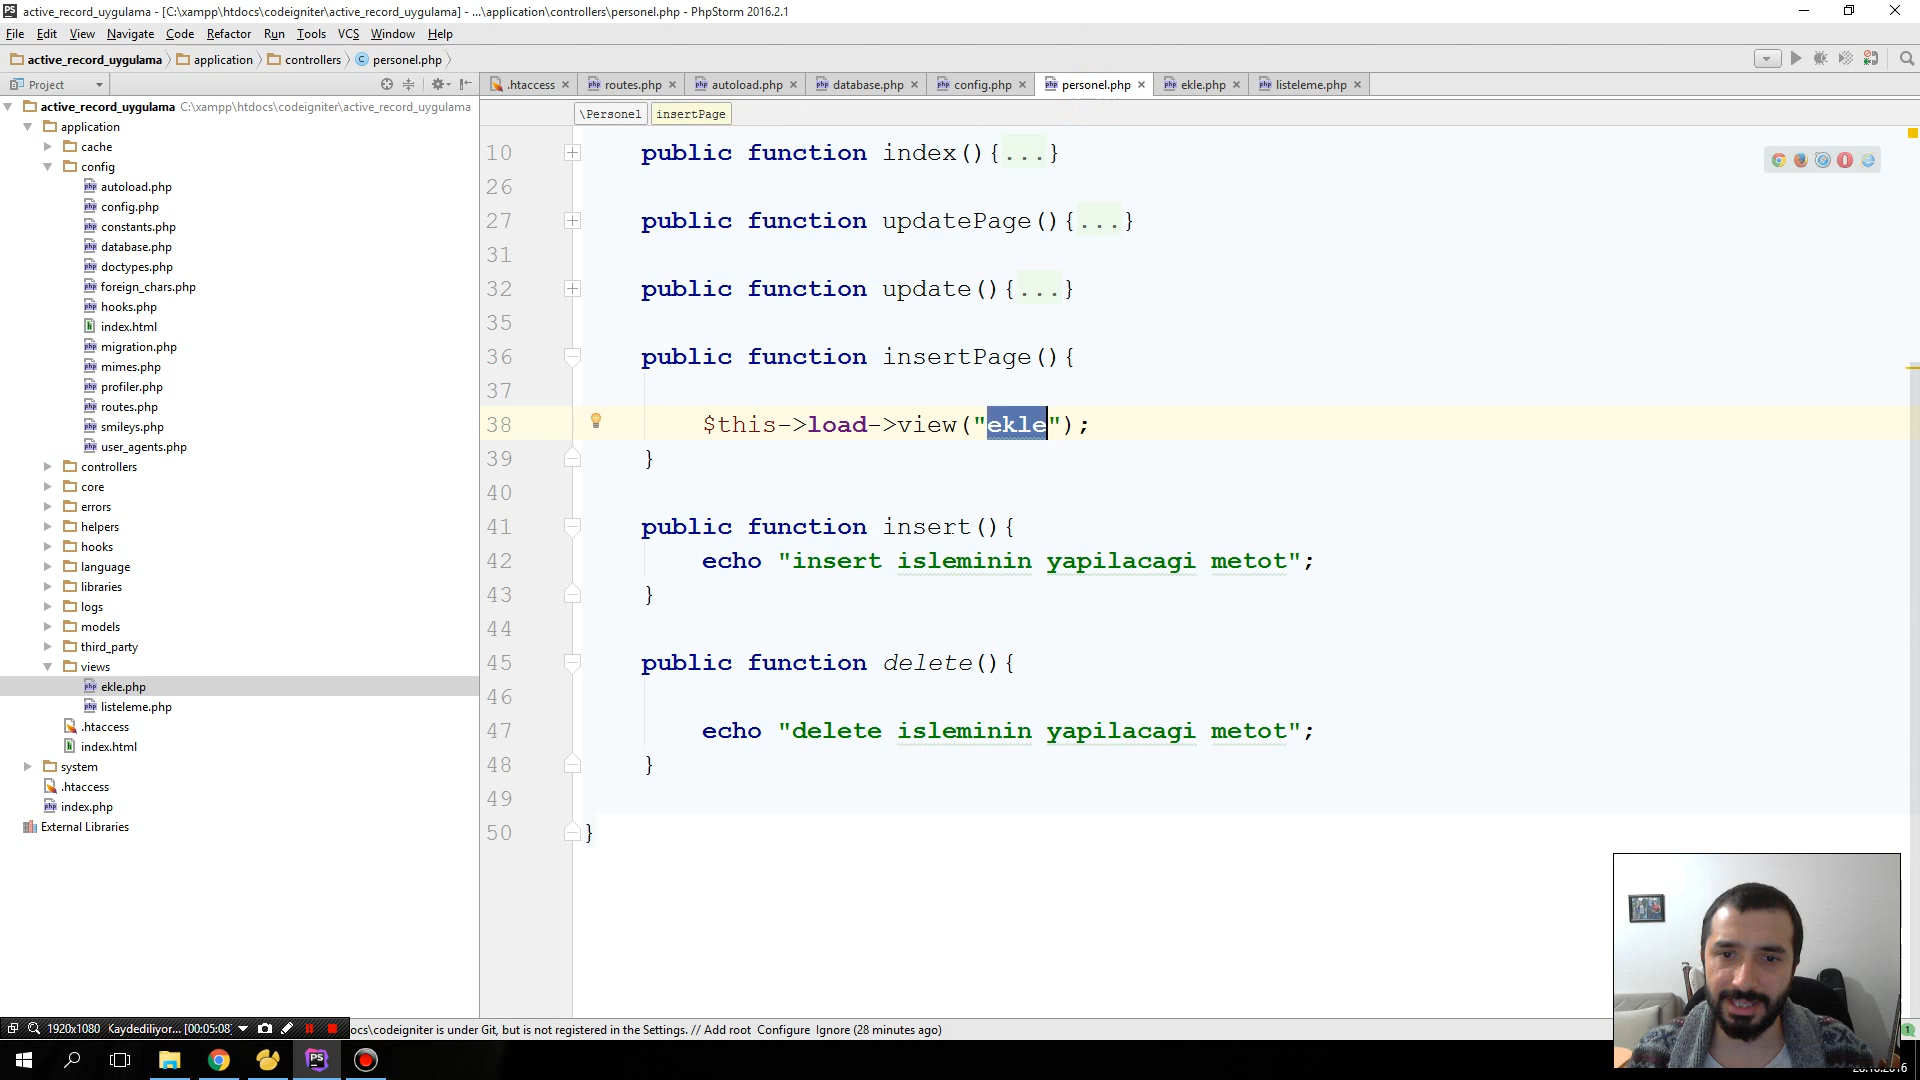 active_record_uygulama - [C:\xampp\htdocs\codeigniter\active_record_uygulama] - ...\application\controllers\personel.php - PhpStorm 2016.2.1
File Edit View Navigate Code Refactor Run Tools VCS Window Help
active_record_uygulama application controllers personel.php
Project
.htaccess routes.php autoload.php database.php config.php personel.php ekle.php listeleme.php
\Personel insertPage
active_record_uygulama C:\xampp\htdocs\codeigniter\active_record_uygulama
application
cache
config
autoload.php
config.php
constants.php
database.php
doctypes.php
foreign_chars.php
hooks.php
index.html
migration.php
mimes.php
profiler.php
routes.php
smileys.php
user_agents.php
controllers
core
errors
helpers
hooks
language
libraries
logs
models
third_party
views
ekle.php
listeleme.php
.htaccess
index.html
system
.htaccess
index.php
External Libraries
10 public function index(){...}
26
27 public function updatePage(){...}
31
32 public function update(){...}
35
36 public function insertPage(){
37
38 $this->load->view("ekle");
39 }
40
41 public function insert(){
42 echo "insert isleminin yapilacagi metot";
43 }
44
45 public function delete(){
46
47 echo "delete isleminin yapilacagi metot";
48 }
49
50 }
1920x1080 Kaydediliyor... [00:05:08]
ocs\codeigniter is under Git, but is not registered in the Settings. // Add root Configure Ignore (28 minutes ago)
1
PS